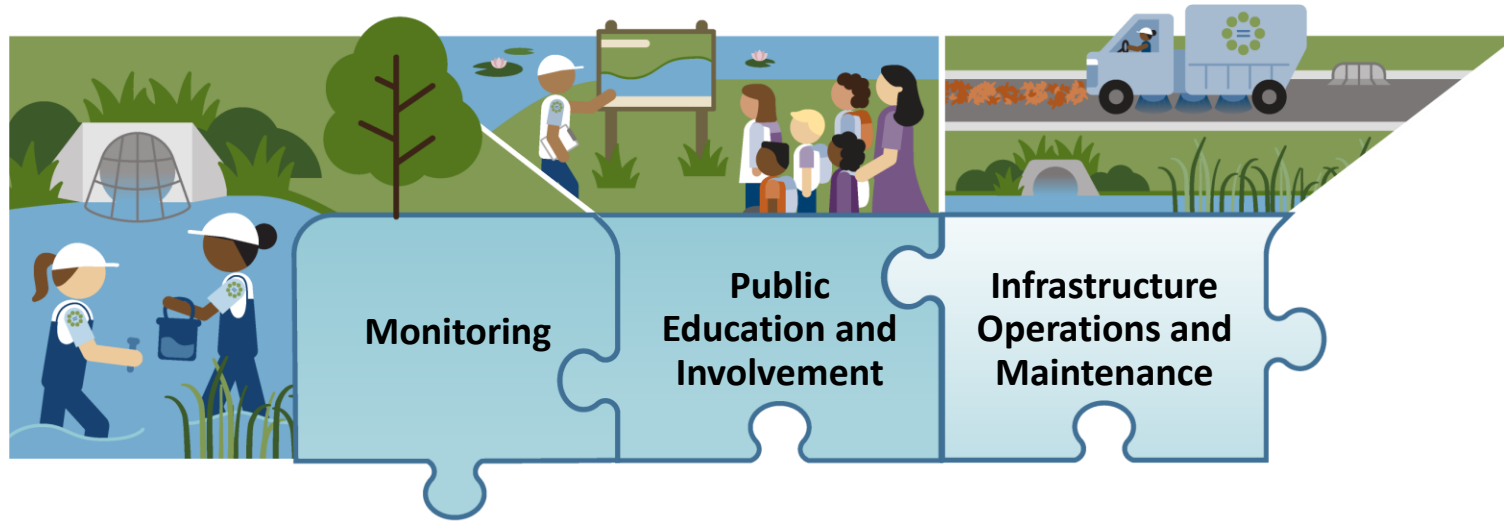 Monitoring
Public
Education and
Involvement
Infrastructure
Operations and
Maintenance